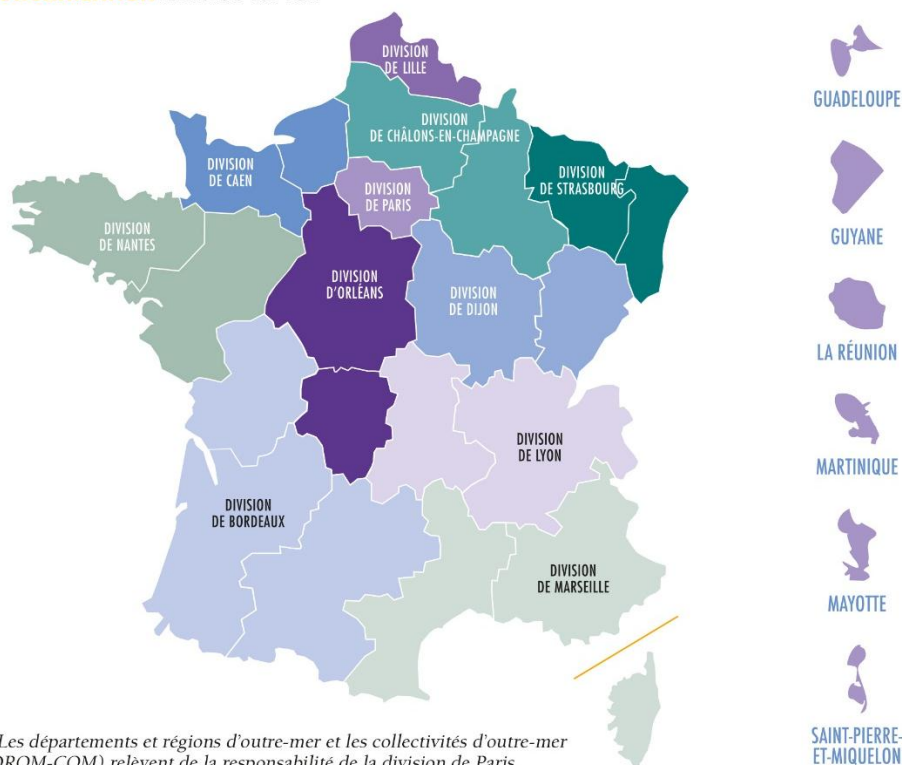 DIVISION
DE LILLE
DIVISION
DE CHÂLONS-EN-CHAMPAGNE
DIVISION
DE CAEN
DIVISION
DE PARIS
DIVISION
DE STRASBOURG
DIVISION
DE NANTES
DIVISION
D'ORLÉANS
DIVISION
DE DIJON
DIVISION
DE LYON
DIVISION
DE BORDEAUX
DIVISION
DE MARSEILLE
GUADELOUPE
GUYANE
LA RÉUNION
MARTINIQUE
MAYOTTE
SAINT-PIERRE-
ET-MIQUELON
Les départements et régions d'outre-mer et les collectivités d'outre-mer
(DROM-COM) relèvent de la responsabilité de la division de Paris